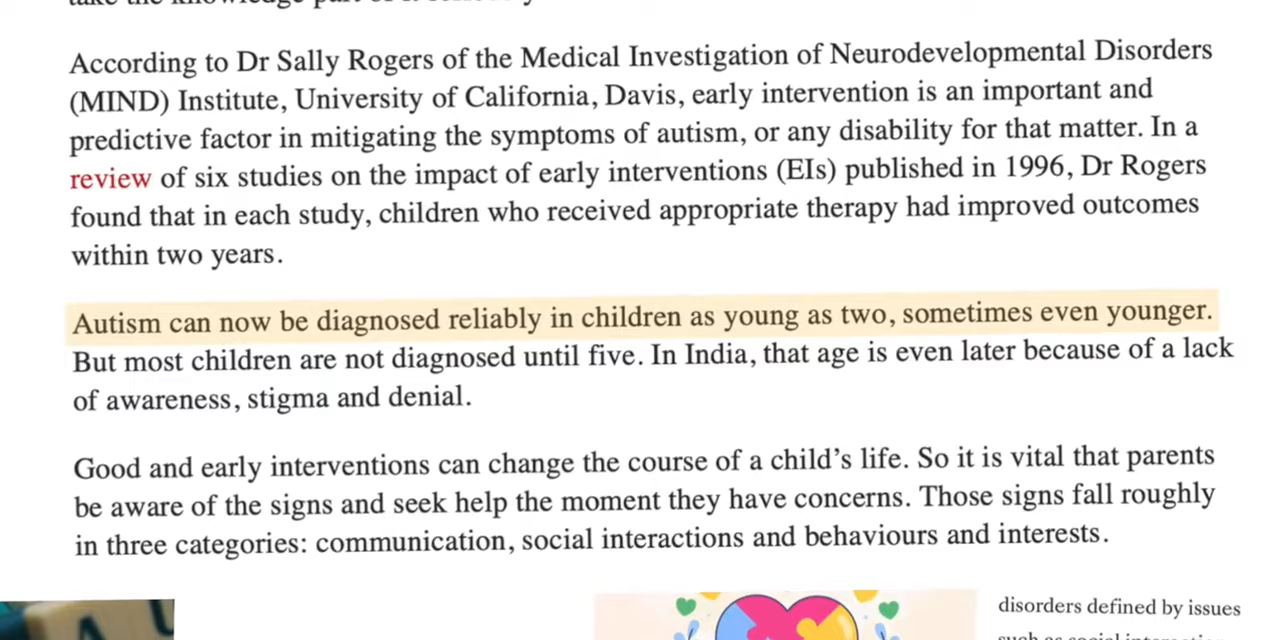 According to Dr Sally Rogers of the Medical Investigation of Neurodevelopmental Disorders
(MIND) Institute, University of California, Davis, early intervention is an important and
predictive factor in mitigating the symptoms of autism, or any disability for that matter. In a
review of six studies on the impact of early interventions (EIs) published in 1996, Dr Rogers
found that in each study, children who received appropriate therapy had improved outcomes
within two years.
Autism can now be diagnosed reliably in children as young as two, sometimes even younger.
But most children are not diagnosed until five. In India, that age is even later because of a lack
of awareness, stigma and denial.
Good and early interventions can change the course of a child's life. So it is vital that parents
be aware of the signs and seek help the moment they have concerns. Those signs fall roughly
in three categories: communication, social interactions and behaviours and interests.
disorders defined by issues